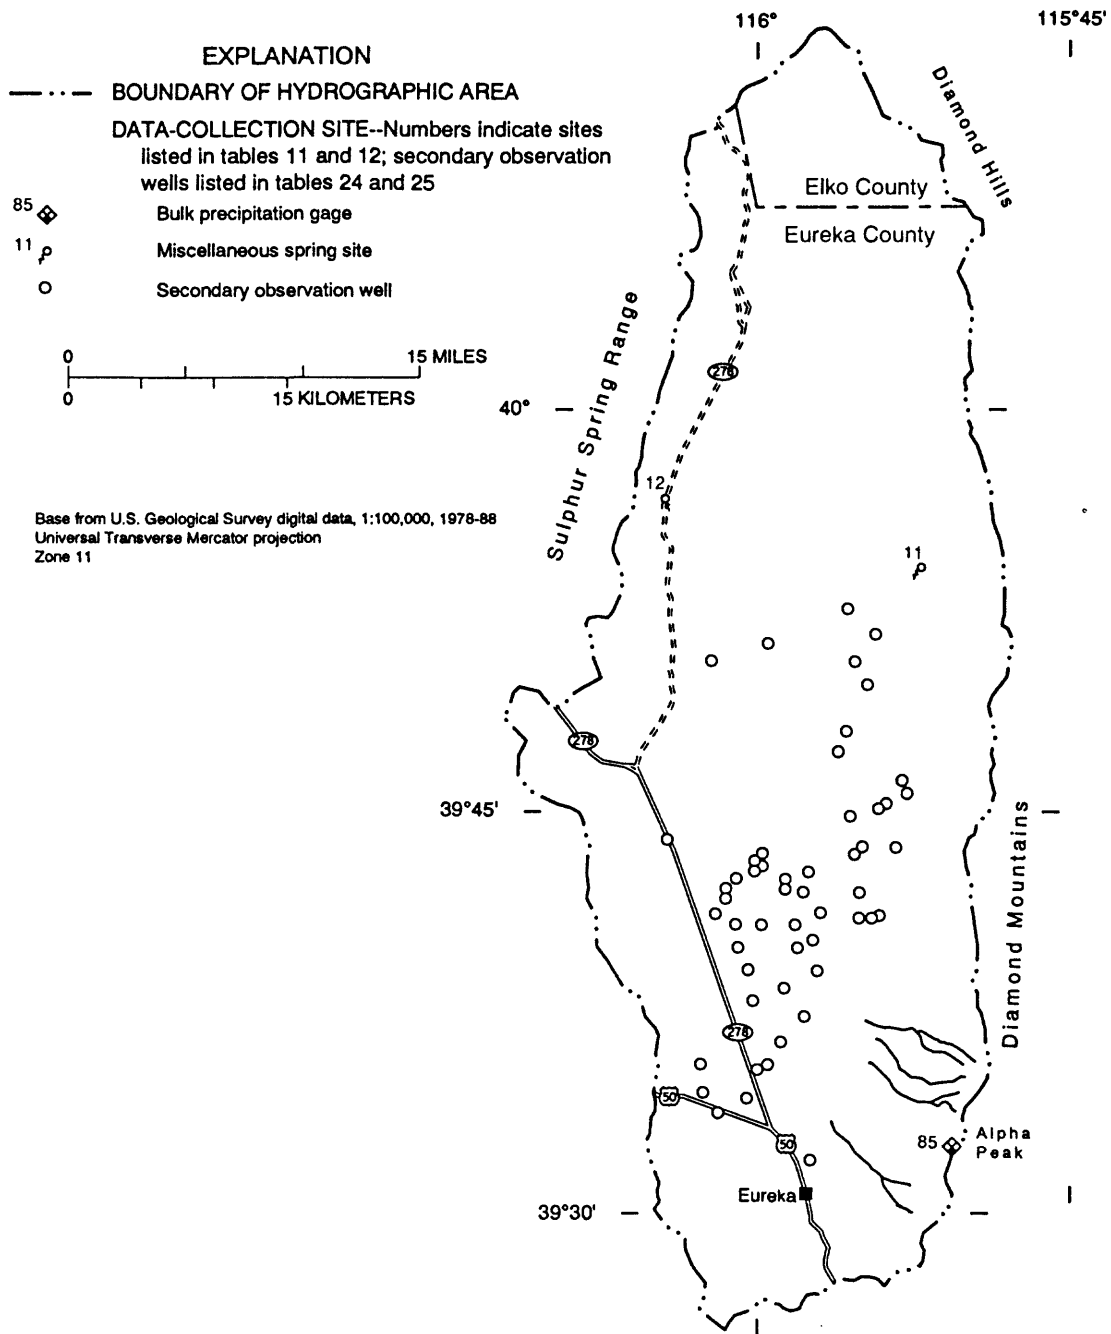 116°
115°45'
EXPLANATION
BOUNDARY OF HYDROGRAPHIC AREA
DATA-COLLECTION SITE--Numbers indicate sites
listed in tables 11 and 12; secondary observation
wells listed in tables 24 and 25
85 Bulk precipitation gage
11 Miscellaneous spring site
Secondary observation well
0 15 MILES
0 15 KILOMETERS
Base from U.S. Geological Survey digital data, 1:100,000, 1978-88
Universal Transverse Mercator projection
Zone 11
Diamond Hills
Elko County
Eureka County
Sulphur Spring Range
278
40°
12
11
278
39°45'
Diamond Mountains
278
50
85
Alpha
Peak
50
Eureka
39°30'